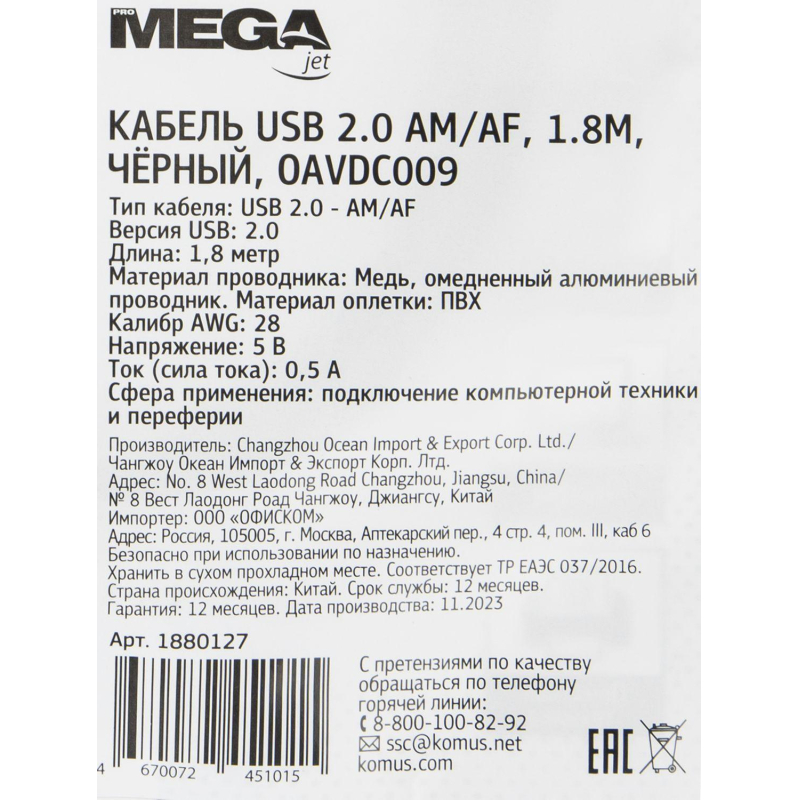 PRO
MEGA
jet
КАБЕЛЬ USB 2.0 AM/AF, 1.8М,
ЧЁРНЫЙ, OAVDC009
Тип кабеля: USB 2.0 - AM/AF
Версия USB: 2.0
Длина: 1,8 метр
Материал проводника: Медь, омедненный алюминиевый
проводник. Материал оплетки: ПВХ
Калибр AWG: 28
Напряжение: 5 В
Ток (сила тока): 0,5 А
Сфера применения: подключение компьютерной техники
и переферии
Производитель: Changzhou Ocean Import & Export Corp. Ltd./
Чангжоу Океан Импорт & Экспорт Корп. Лтд.
Адрес: No. 8 West Laodong Road Changzhou, Jiangsu, China/
№ 8 Вест Лаодонг Роад Чангжоу, Джиангсу, Китай
Импортер: ООО «ОФИСКОМ»
Адрес: Россия, 105005, г. Москва, Аптекарский пер., 4 стр. 4, пом. III, каб 6
Безопасно при использовании по назначению.
Хранить в сухом прохладном месте. Соответствует ТР ЕАЭС 037/2016.
Страна происхождения: Китай. Срок службы: 12 месяцев.
Гарантия: 12 месяцев. Дата производства: 11.2023
Арт. 1880127
4 670072 451015
С претензиями по качеству
обращаться по телефону
горячей линии:
8-800-100-82-92
ssc@komus.net
komus.com
EAC